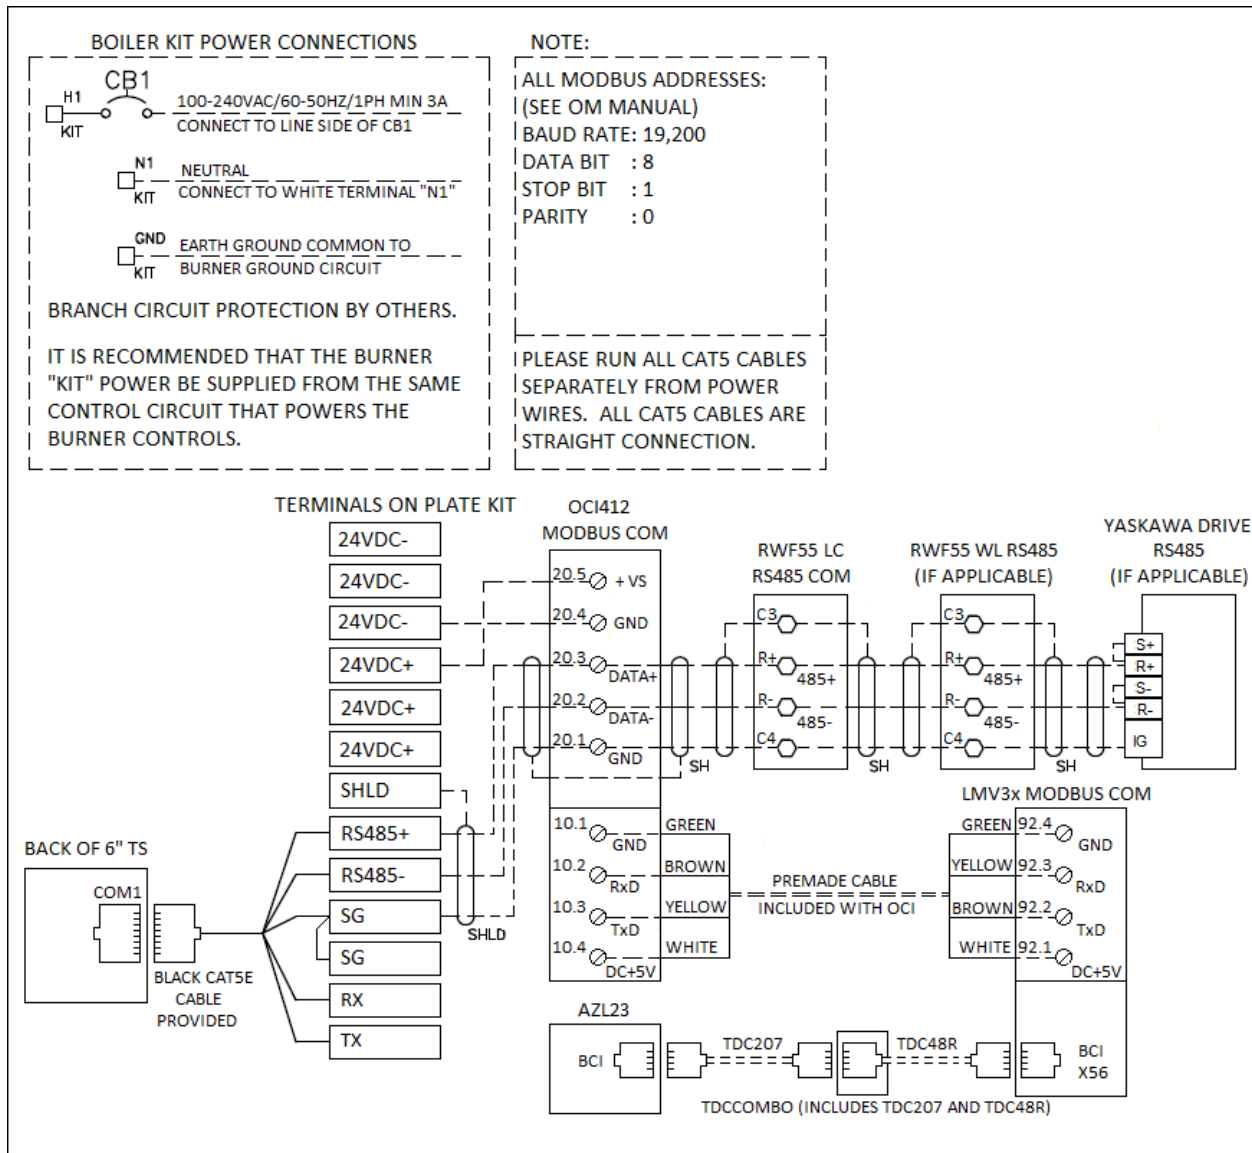 BOILER KIT POWER CONNECTIONS
CB1
H1
KIT
100-240VAC/60-50HZ/1PH MIN 3A
CONNECT TO LINE SIDE OF CB1
N1
KIT
NEUTRAL
CONNECT TO WHITE TERMINAL "N1"
GND
KIT
EARTH GROUND COMMON TO
BURNER GROUND CIRCUIT
BRANCH CIRCUIT PROTECTION BY OTHERS.
IT IS RECOMMENDED THAT THE BURNER
"KIT" POWER BE SUPPLIED FROM THE SAME
CONTROL CIRCUIT THAT POWERS THE
BURNER CONTROLS.
NOTE:
ALL MODBUS ADDRESSES:
(SEE OM MANUAL)
BAUD RATE: 19,200
DATA BIT : 8
STOP BIT : 1
PARITY : 0
PLEASE RUN ALL CAT5 CABLES
SEPARATELY FROM POWER
WIRES. ALL CAT5 CABLES ARE
STRAIGHT CONNECTION.
TERMINALS ON PLATE KIT
24VDC-
24VDC-
24VDC-
24VDC+
24VDC+
24VDC+
SHLD
RS485+
RS485-
SG
SG
RX
TX
SHLD
BACK OF 6" TS
COM1
BLACK CAT5E
CABLE
PROVIDED
OCI412
MODBUS COM
20.5 + VS
20.4 GND
20.3 DATA+
20.2 DATA-
20.1 GND
SH
10.1 GND GREEN
10.2 RxD BROWN
10.3 TxD YELLOW
10.4 DC+5V WHITE
PREMADE CABLE
INCLUDED WITH OCI
RWF55 LC
RS485 COM
C3
R+ 485+
R- 485-
C4
SH
RWF55 WL RS485
(IF APPLICABLE)
C3
R+ 485+
R- 485-
C4
SH
YASKAWA DRIVE
RS485
(IF APPLICABLE)
S+
R+
S-
R-
IG
LMV3x MODBUS COM
GREEN 92.4 GND
YELLOW 92.3 RxD
BROWN 92.2 TxD
WHITE 92.1 DC+5V
BCI
X56
AZL23
BCI
TDC207
TDC48R
TDCCOMBO (INCLUDES TDC207 AND TDC48R)